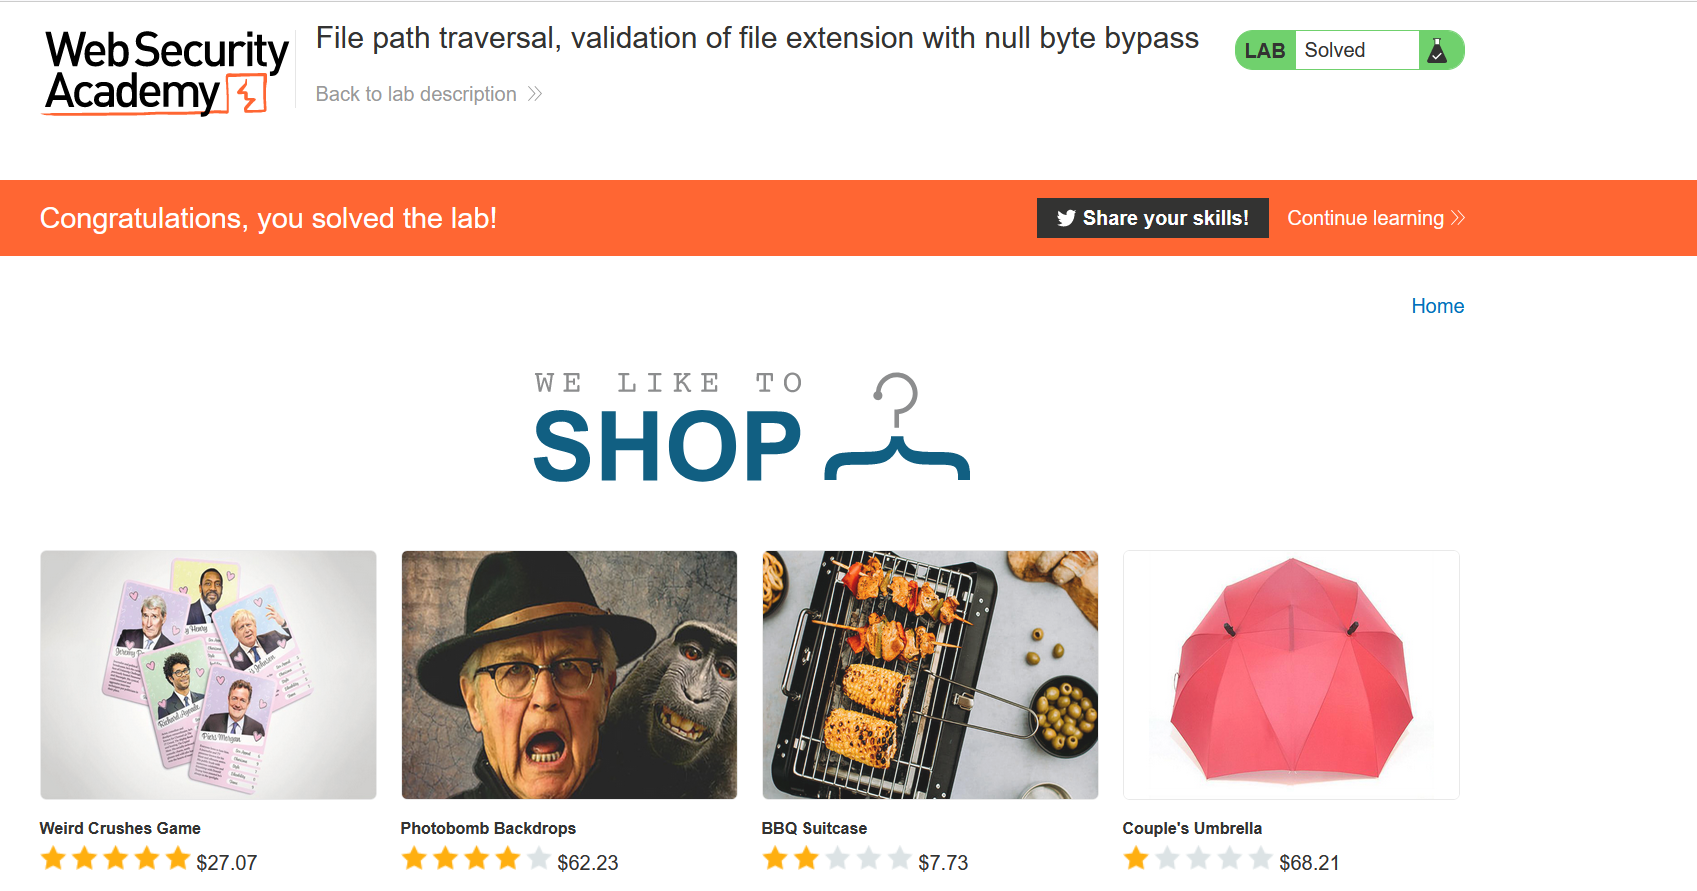 Web Security
Academy
File path traversal, validation of file extension with null byte bypass
Back to lab description
LAB Solved
Congratulations, you solved the lab!
Share your skills!
Continue learning
Home
WE LIKE TO
SHOP
Piers Morgan
Weird Crushes Game
$27.07
Photobomb Backdrops
$62.23
BBQ Suitcase
$7.73
Couple's Umbrella
$68.21